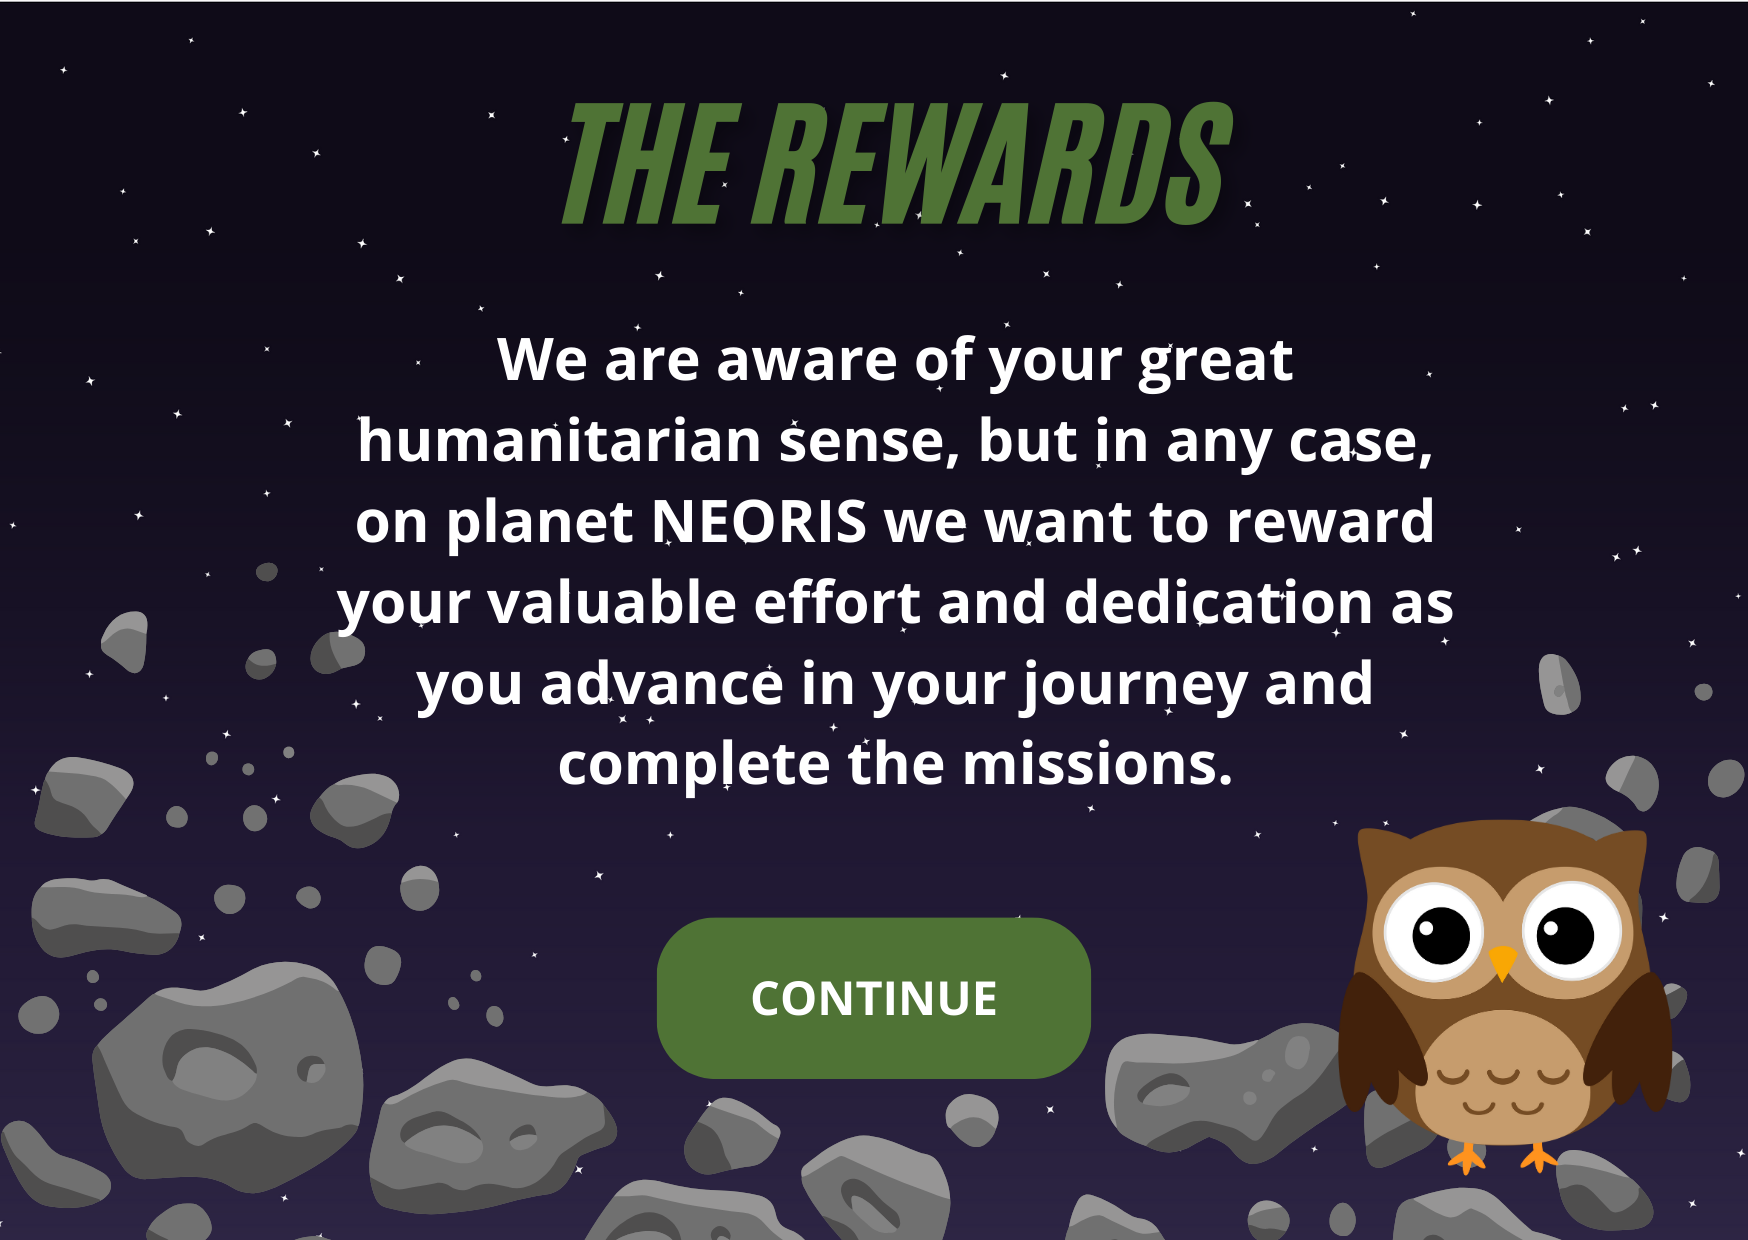 THE REWARDS
We are aware of your great
humanitarian sense, but in any case,
on planet NEORIS we want to reward
your valuable effort and dedication as
you advance in your journey and
complete the missions.
CONTINUE